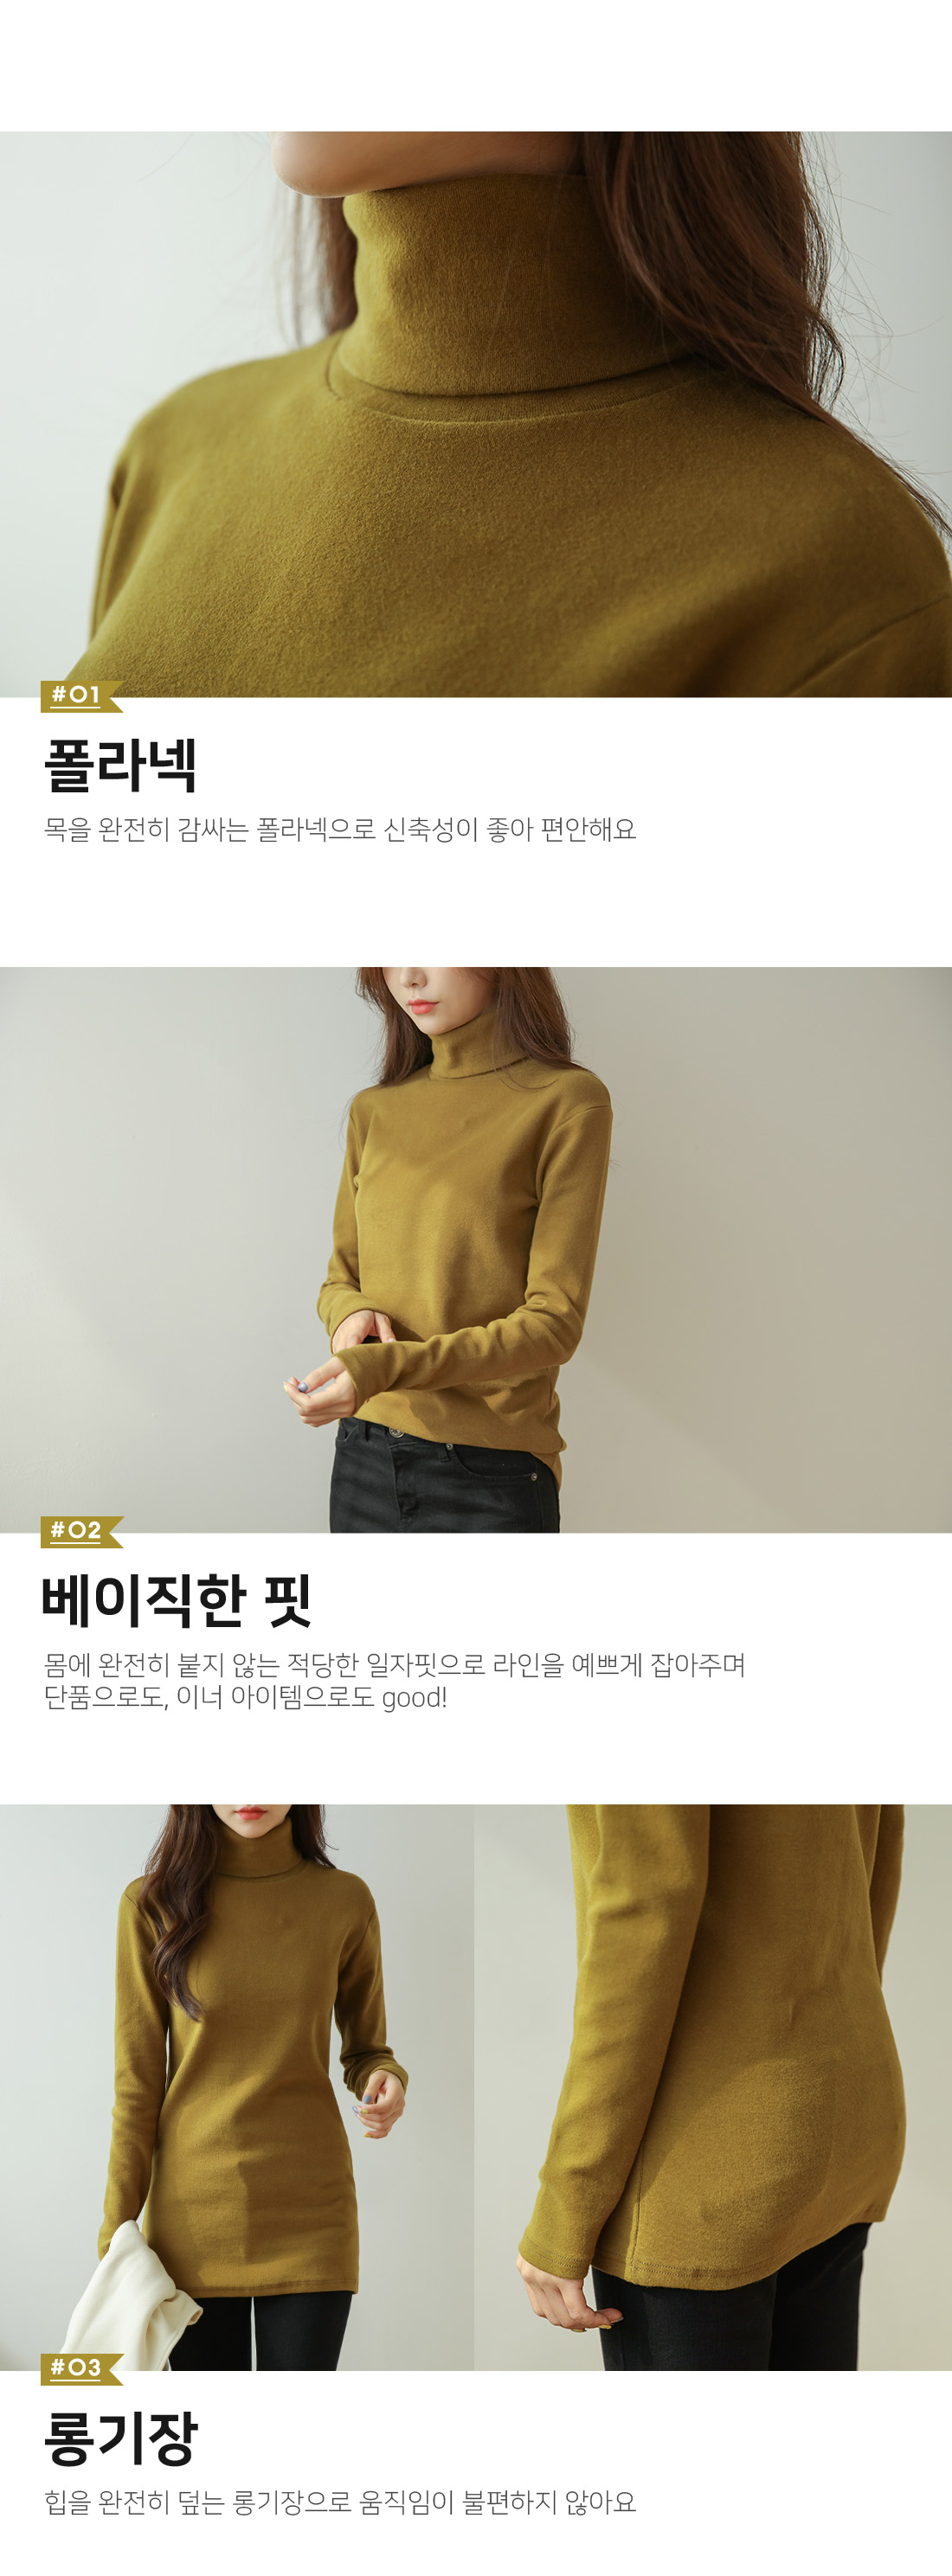 #01
폴라넥
목을 완전히 감싸는 폴라넥으로 신축성이 좋아 편안해요
#02
베이직한 핏
몸에 완전히 붙지 않는 적당한 일자핏으로 라인을 예쁘게 잡아주며
단품으로도, 이너 아이템으로도 good!
#03
롱기장
힙을 완전히 덮는 롱기장으로 움직임이 불편하지 않아요